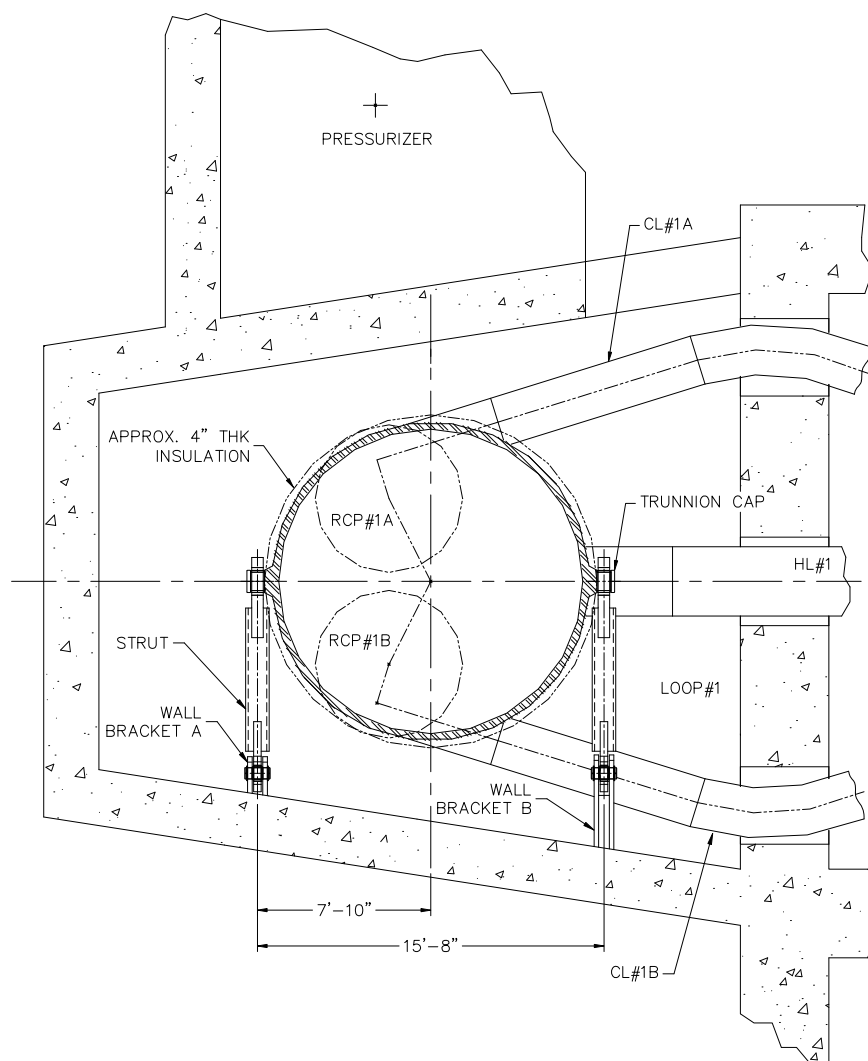 PRESSURIZER
CL#1A
APPROX. 4" THK
INSULATION
RCP#1A
TRUNNION CAP
HL#1
RCP#1B
STRUT
LOOP#1
WALL
BRACKET A
WALL
BRACKET B
7'-10"
15'-8"
CL#1B